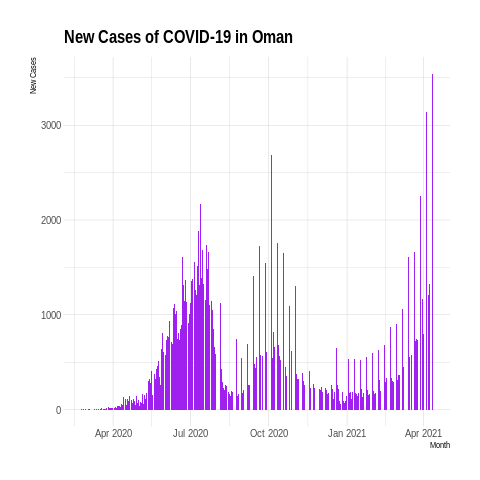 New Cases of COVID-19 in Oman
New Cases
3000
2000
1000
0
Apr 2020 Jul 2020 Oct 2020 Jan 2021 Apr 2021
Month